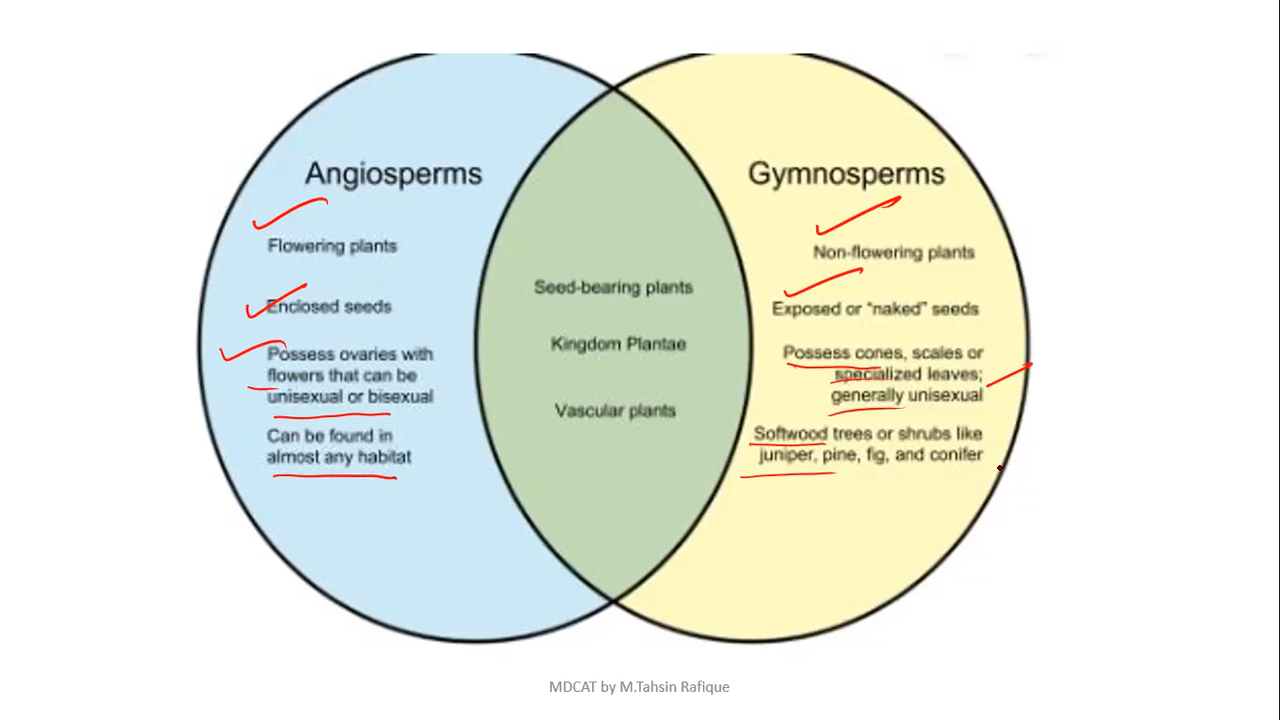 Angiosperms
Flowering plants
Enclosed seeds
Possess ovaries with
flowers that can be
unisexual or bisexual
Can be found in
almost any habitat
Seed-bearing plants
Kingdom Plantae
Vascular plants
Gymnosperms
Non-flowering plants
Exposed or "naked" seeds
Possess cones, scales or
specialized leaves;
generally unisexual
Softwood trees or shrubs like
juniper, pine, fig, and conifer
MDCAT by M.Tahsin Rafique